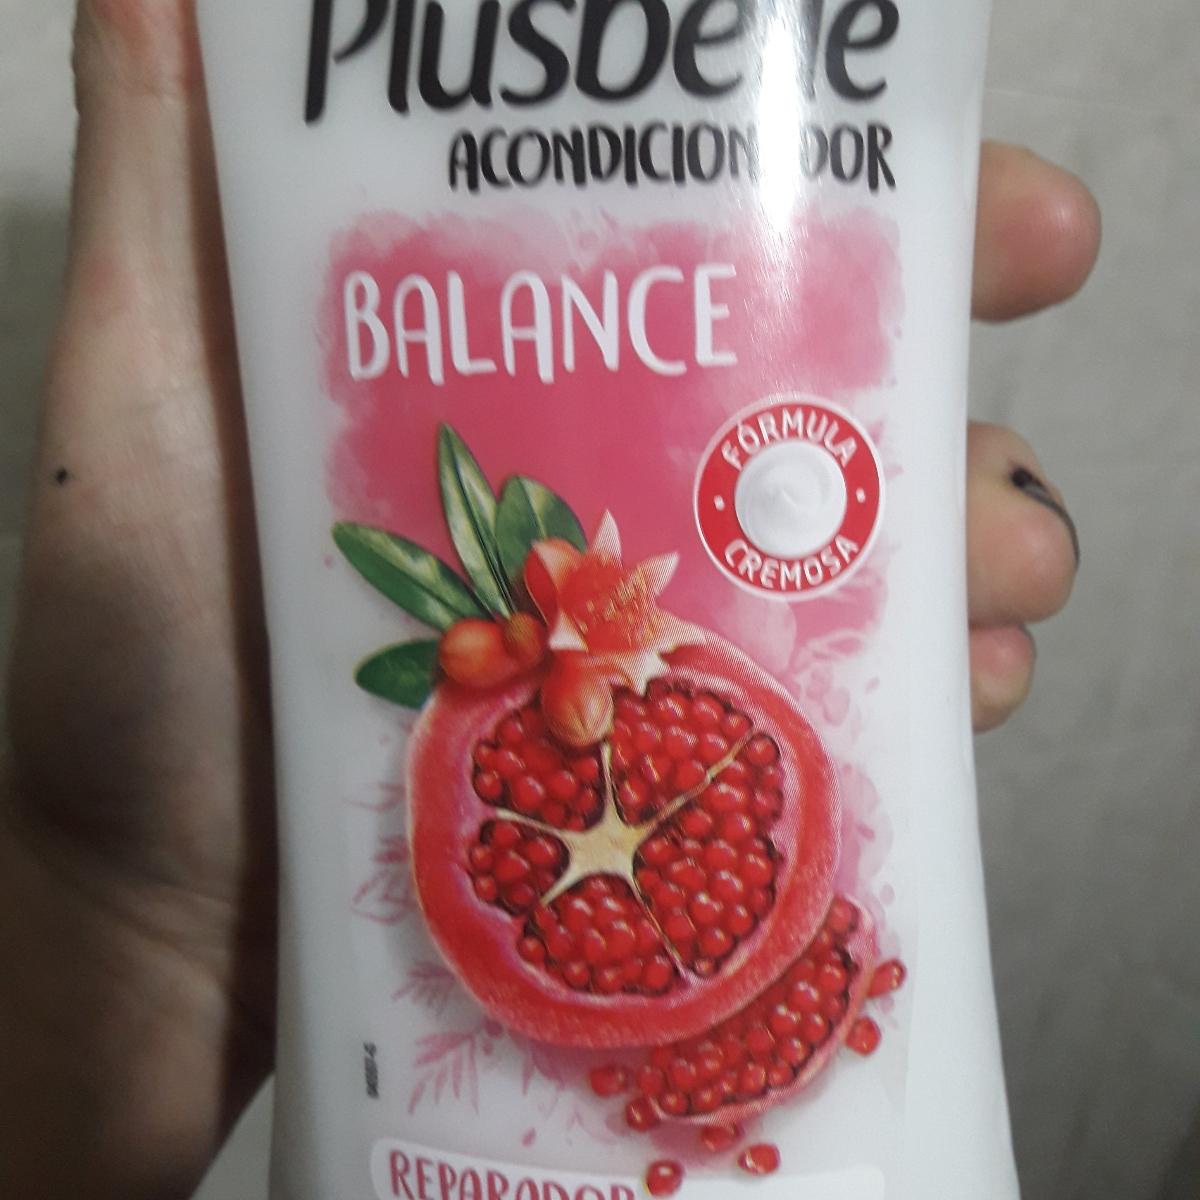 Plusbelle
ACONDICIONADOR
BALANCE
FÓRMULA
CREMOSA
REPARADOR